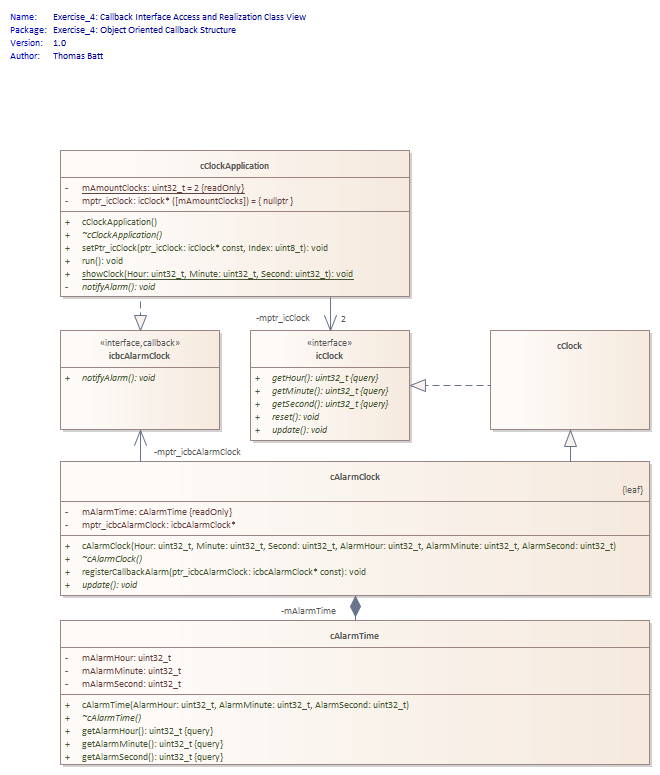 Name: Exercise_4: Callback Interface Access and Realization Class View
Package: Exercise_4: Object Oriented Callback Structure
Version: 1.0
Author: Thomas Batt
cClockApplication
- mAmountClocks: uint32_t = 2 {readOnly}
- mptr_icClock: icClock* ([mAmountClocks]) = { nullptr }
+ cClockApplication()
+ ~cClockApplication()
+ setPtr_icClock(ptr_icClock: icClock* const, Index: uint8_t): void
+ run(): void
+ showClock(Hour: uint32_t, Minute: uint32_t, Second: uint32_t): void
- notifyAlarm(): void
-mptr_icClock 2
«interface,callback»
icbcAlarmClock
+ notifyAlarm(): void
«interface»
icClock
+ getHour(): uint32_t {query}
+ getMinute(): uint32_t {query}
+ getSecond(): uint32_t {query}
+ reset(): void
+ update(): void
cClock
-mptr_icbcAlarmClock
cAlarmClock
{leaf}
- mAlarmTime: cAlarmTime {readOnly}
- mptr_icbcAlarmClock: icbcAlarmClock*
+ cAlarmClock(Hour: uint32_t, Minute: uint32_t, Second: uint32_t, AlarmHour: uint32_t, AlarmMinute: uint32_t, AlarmSecond: uint32_t)
+ ~cAlarmClock()
+ registerCallbackAlarm(ptr_icbcAlarmClock: icbcAlarmClock* const): void
+ update(): void
-mAlarmTime
cAlarmTime
- mAlarmHour: uint32_t
- mAlarmMinute: uint32_t
- mAlarmSecond: uint32_t
+ cAlarmTime(AlarmHour: uint32_t, AlarmMinute: uint32_t, AlarmSecond: uint32_t)
+ ~cAlarmTime()
+ getAlarmHour(): uint32_t {query}
+ getAlarmMinute(): uint32_t {query}
+ getAlarmSecond(): uint32_t {query}